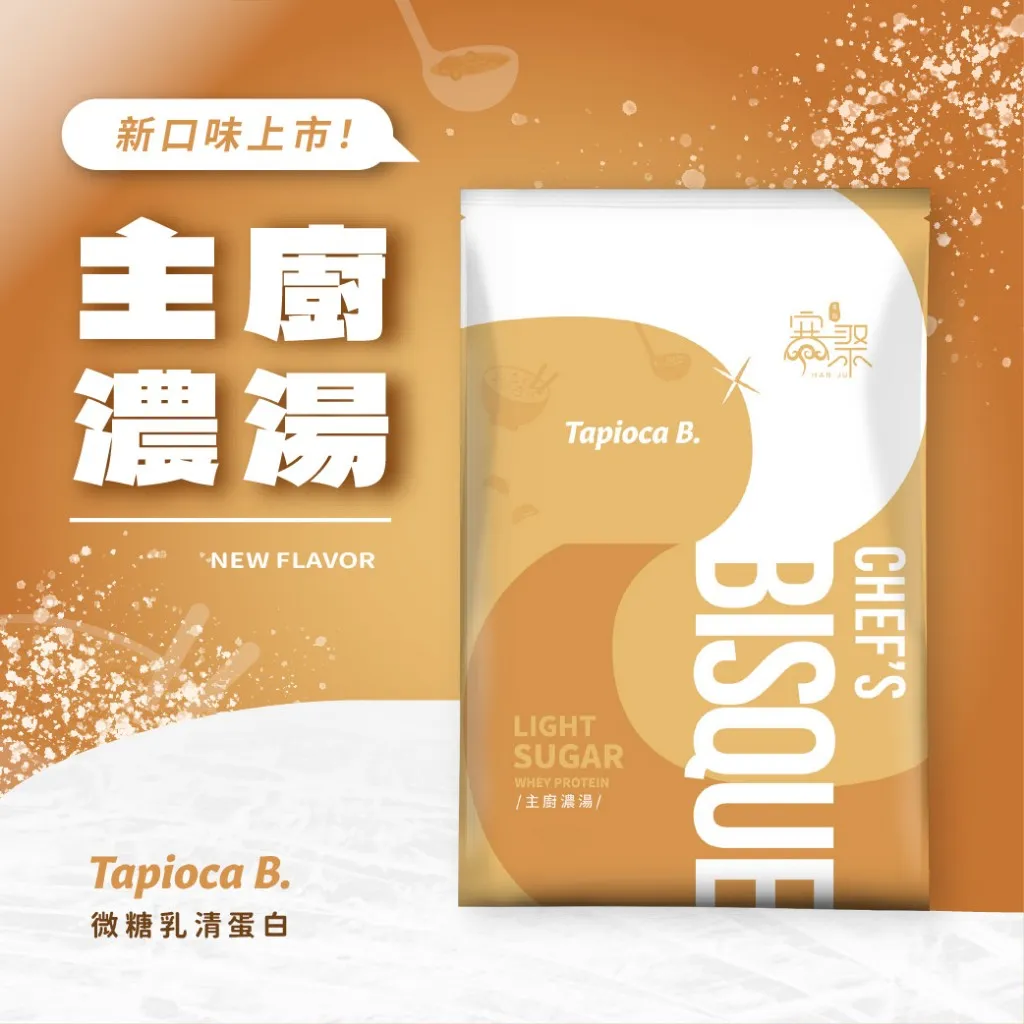 新口味上市!
主廚
濃湯
NEW FLAVOR
Tapioca B.
CHEF'S
BISQUE
LIGHT
SUGAR
WHEY PROTEIN
/主廚濃湯/
Tapioca B.
微糖乳清蛋白